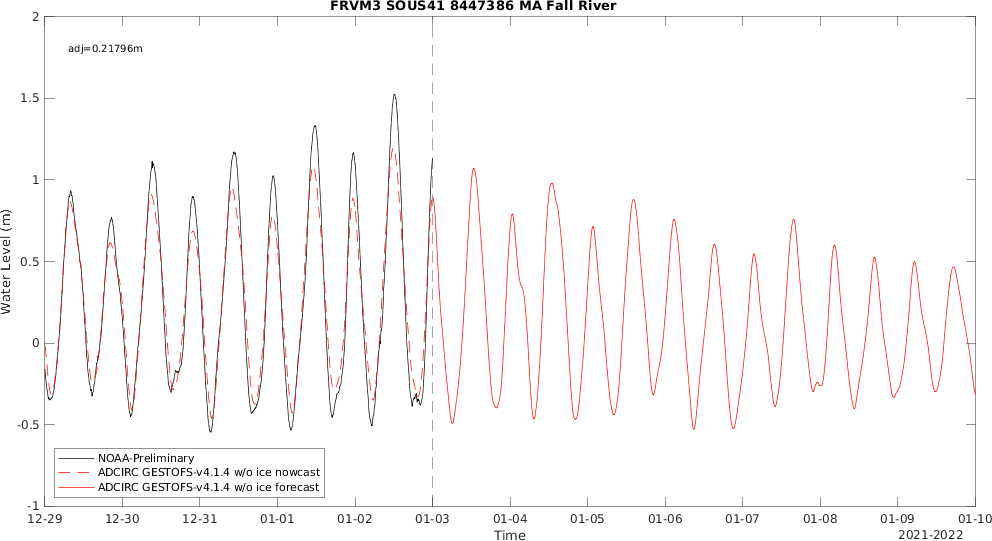 FRVM3 SOUS41 8447386 MA Fall River
adj=0.21796m
2
1.5
1
0.5
0
-0.5
-1
Water Level (m)
NOAA-Preliminary
ADCIRC GESTOFS-v4.1.4 w/o ice nowcast
ADCIRC GESTOFS-v4.1.4 w/o ice forecast
12-29 12-30 12-31 01-01 01-02 01-03 01-04 01-05 01-06 01-07 01-08 01-09 01-10
Time
2021-2022